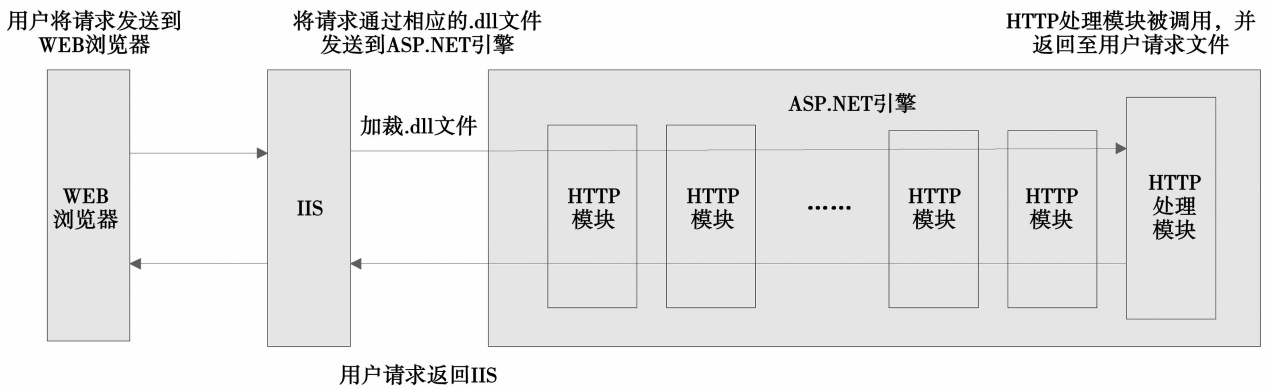 用户将请求发送到
WEB浏览器
将请求通过相应的.dll文件
发送到ASP.NET引擎
HTTP处理模块被调用，并
返回至用户请求文件
ASP.NET引擎
加裁.dll文件
WEB
浏览器
IIS
HTTP
模块
HTTP
模块
……
HTTP
模块
HTTP
模块
HTTP
处理
模块
用户请求返回IIS